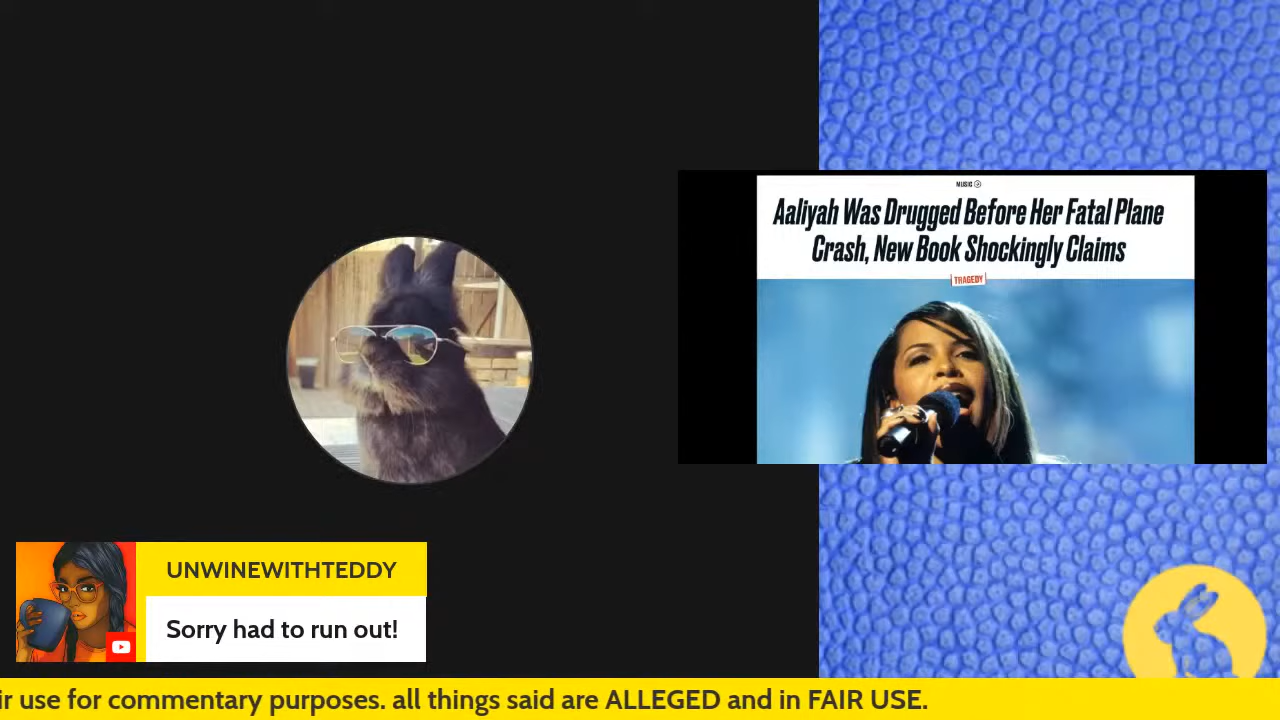 MUSIC
Aaliyah Was Drugged Before Her Fatal Plane
Crash, New Book Shockingly Claims
TRAGEDY
UNWINEWITHTEDDY
Sorry had to run out!
ir use for commentary purposes. all things said are ALLEGED and in FAIR USE.